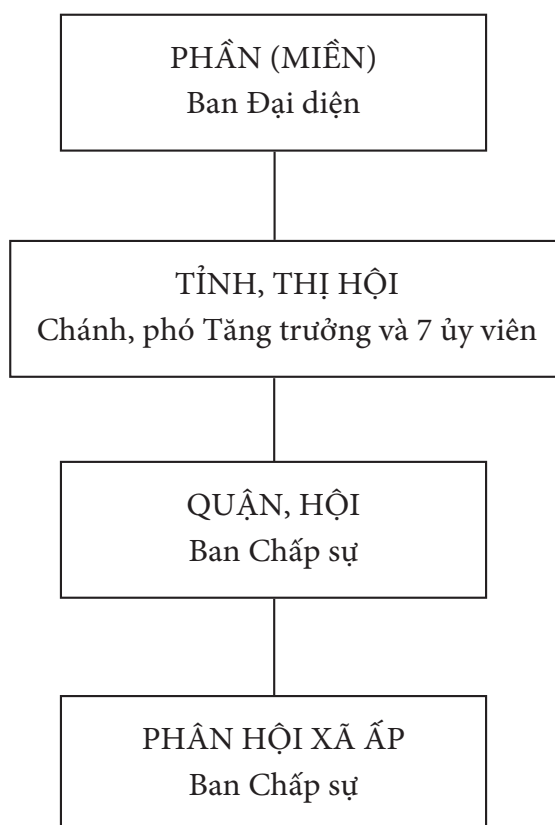 PHẦN (MIỀN)
Ban Đại diện
TỈNH, THỊ HỘI
Chánh, phó Tăng trưởng và 7 ủy viên
QUẬN, HỘI
Ban Chấp sự
PHÂN HỘI XÃ ẤP
Ban Chấp sự